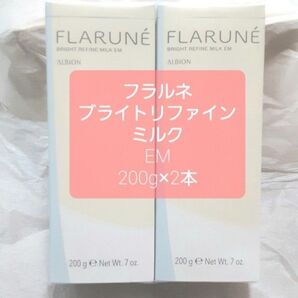 FLARUNÉ
BRIGHT REFINE MILK EM
ALBION
FLARUNÉ
BRIGHT REFINE MILK EM
ALBION
フラルネ
ブライトリファイン
ミルク
EM
200g×2本
200 g ℮ Net Wt. 7 oz.
200 g ℮ Net Wt. 7 oz.